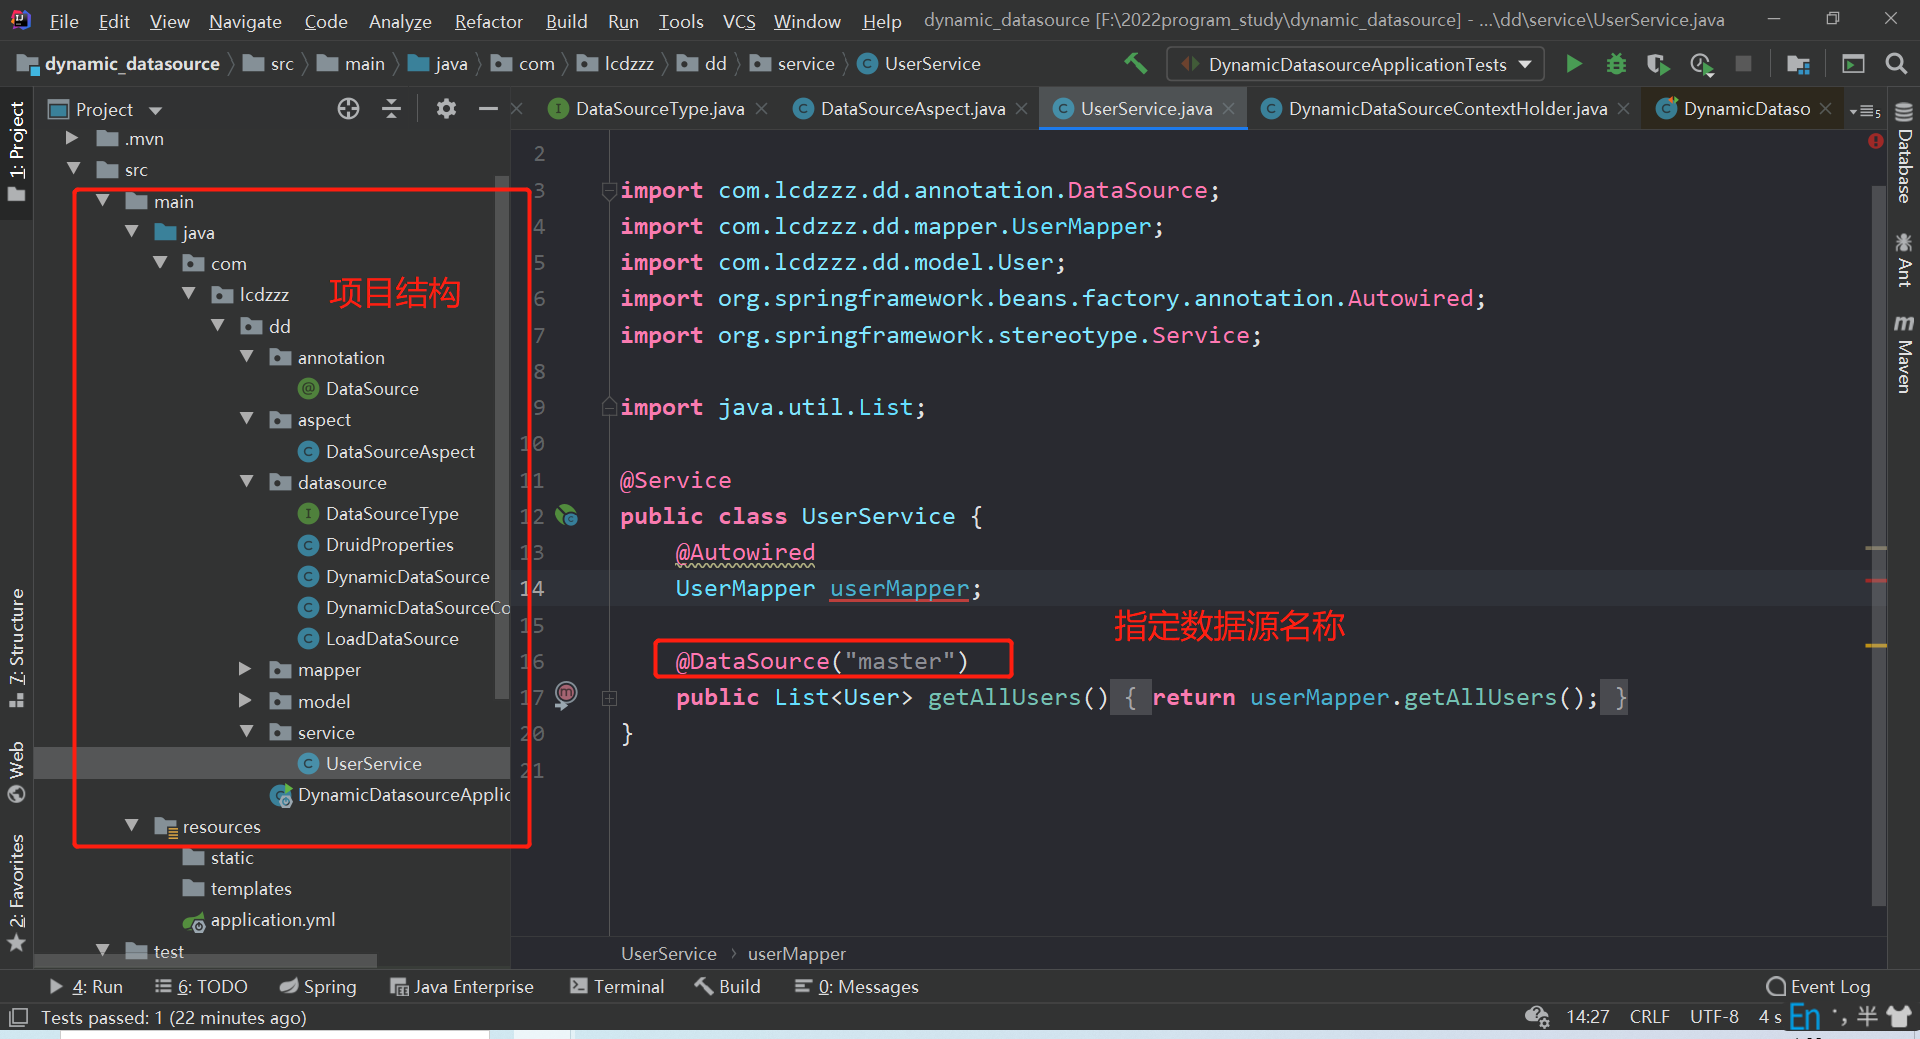 File Edit View Navigate Code Analyze Refactor Build Run Tools VCS Window Help dynamic_datasource [F:\2022program_study\dynamic_datasource] - ...\dd\service\UserService.java
dynamic_datasource src main java com lcdzzz dd service UserService DynamicDatasourceApplicationTests
Project
DataSourceType.java DataSourceAspect.java UserService.java DynamicDataSourceContextHolder.java DynamicDataso 5
1: Project
7: Structure
Web
2: Favorites
.mvn
src
main
java
com
lcdzzz
项目结构
dd
annotation
DataSource
aspect
DataSourceAspect
datasource
DataSourceType
DruidProperties
DynamicDataSource
DynamicDataSourceCo
LoadDataSource
mapper
model
service
UserService
DynamicDatasourceApplic
resources
static
templates
application.yml
test
2
3 import com.lcdzzz.dd.annotation.DataSource;
4 import com.lcdzzz.dd.mapper.UserMapper;
5 import com.lcdzzz.dd.model.User;
6 import org.springframework.beans.factory.annotation.Autowired;
7 import org.springframework.stereotype.Service;
8
9 import java.util.List;
10
11 @Service
12 public class UserService {
13 @Autowired
14 UserMapper userMapper;
15
指定数据源名称
16 @DataSource("master")
17 public List<User> getAllUsers() { return userMapper.getAllUsers(); }
20 }
21
Database
Ant
Maven
UserService userMapper
4: Run 6: TODO Spring Java Enterprise Terminal Build 0: Messages Event Log
Tests passed: 1 (22 minutes ago) 14:27 CRLF UTF-8 4 s En 半